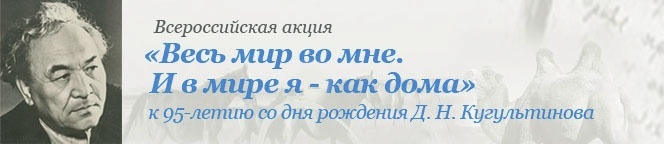 Всероссийская акция
«Весь мир во мне.
И в мире я - как дома»
к 95-летию со дня рождения Д. Н. Кугультинова